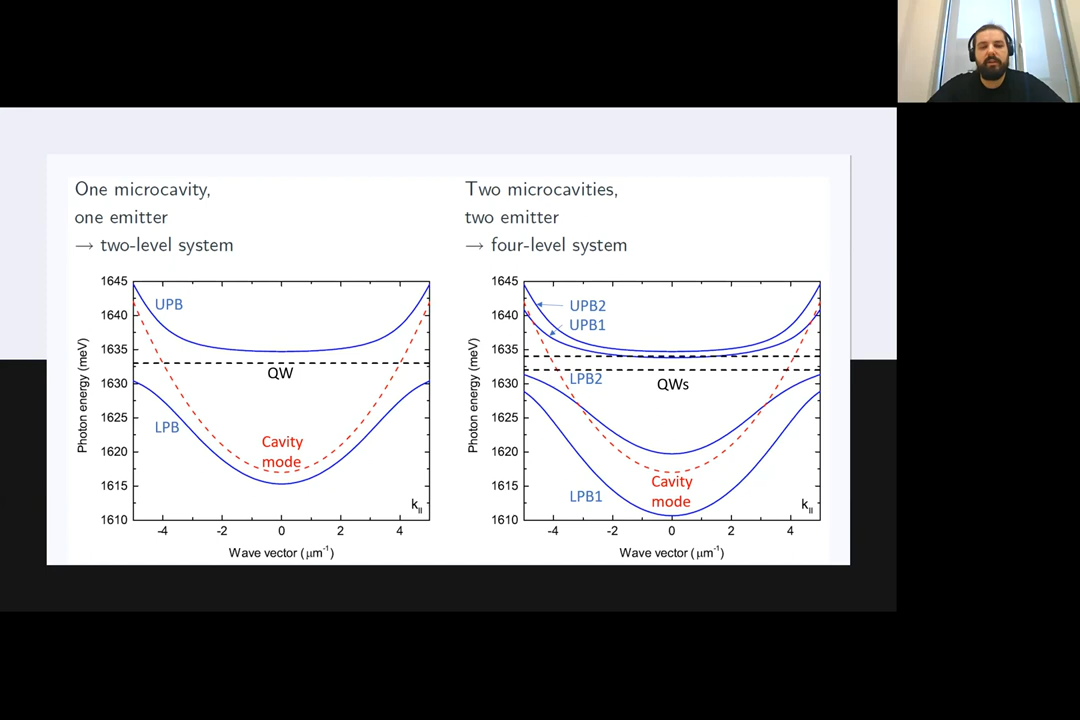 One microcavity,
one emitter
→ two-level system
1645
1640
1635
1630
1625
1620
1615
1610
Photon energy (meV)
UPB
QW
LPB
Cavity
mode
k||
-4 -2 0 2 4
Wave vector (μm-1)
Two microcavities,
two emitter
→ four-level system
1645
1640
1635
1630
1625
1620
1615
1610
Photon energy (meV)
UPB2
UPB1
LPB2
QWs
Cavity
mode
LPB1
k||
-4 -2 0 2 4
Wave vector (μm-1)